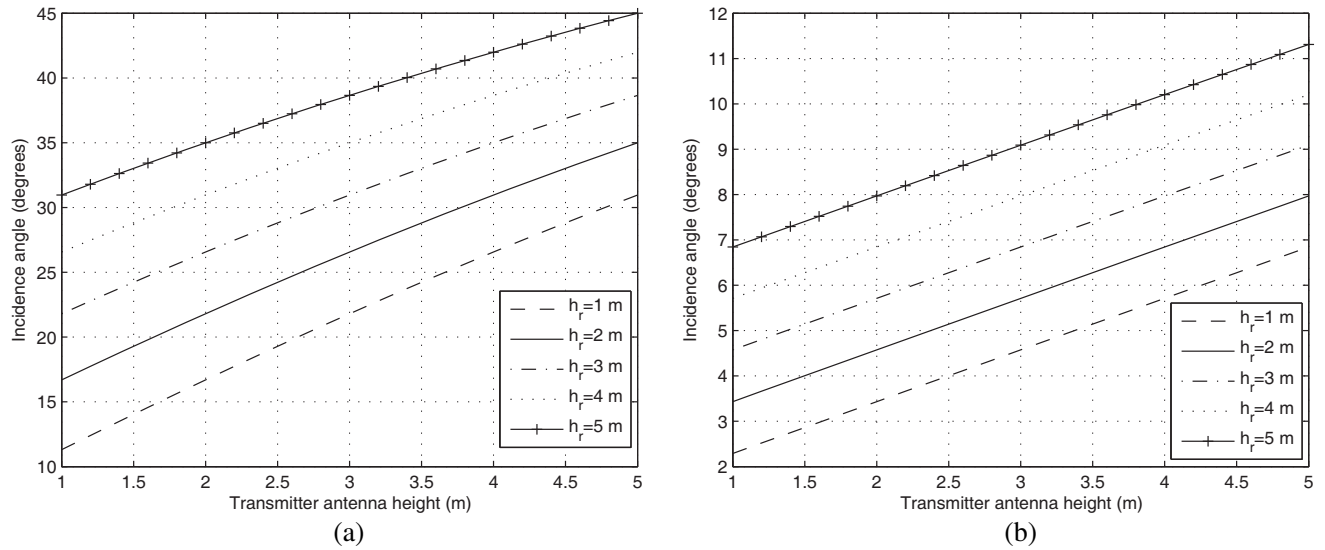 45
40
35
30
25
20
15
10
Incidence angle (degrees)
1 1.5 2 2.5 3 3.5 4 4.5 5
Transmitter antenna height (m)
h_r=1 m
h_r=2 m
h_r=3 m
h_r=4 m
h_r=5 m
(a)
12
11
10
9
8
7
6
5
4
3
2
Incidence angle (degrees)
1 1.5 2 2.5 3 3.5 4 4.5 5
Transmitter antenna height (m)
h_r=1 m
h_r=2 m
h_r=3 m
h_r=4 m
h_r=5 m
(b)